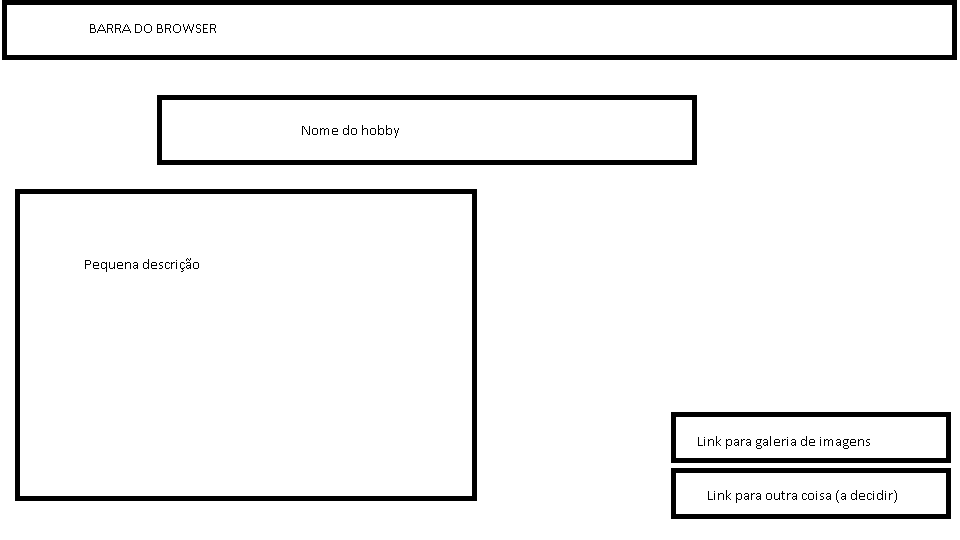 BARRA DO BROWSER
Nome do hobby
Pequena descrição
Link para galeria de imagens
Link para outra coisa (a decidir)